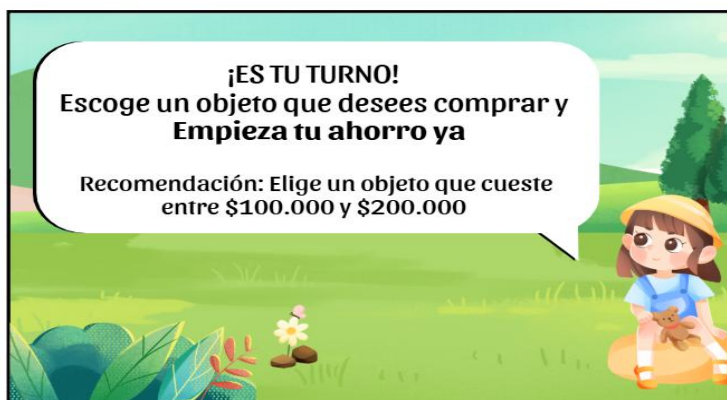 ¡ES TU TURNO!
Escoge un objeto que desees comprar y
Empieza tu ahorro ya
Recomendación: Elige un objeto que cueste
entre $100.000 y $200.000